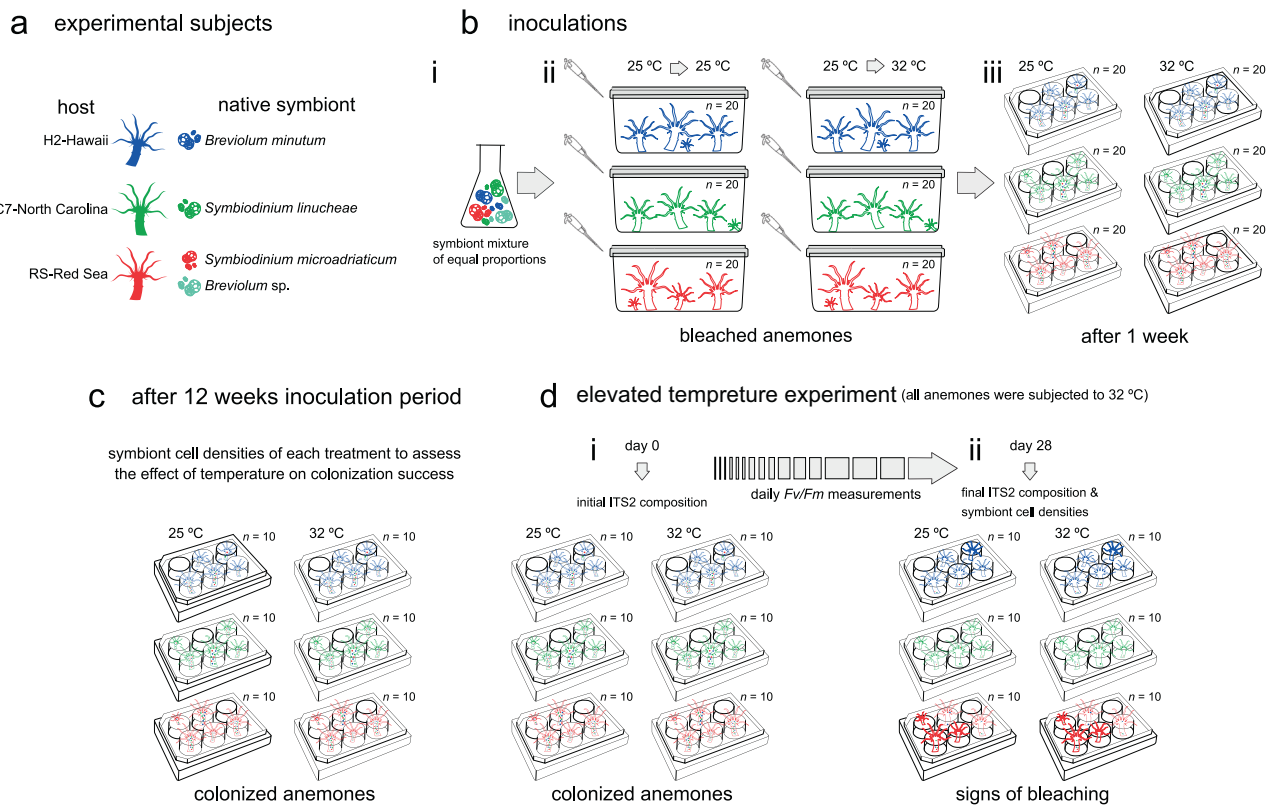 a experimental subjects
host
native symbiont
H2-Hawaii
Breviolum minutum
C7-North Carolina
Symbiodinium linucheae
RS-Red Sea
Symbiodinium microadriaticum
Breviolum sp.
b inoculations
i
symbiont mixture
of equal proportions
ii
25 ºC 25 ºC
25 ºC 32 ºC
n = 20
n = 20
n = 20
n = 20
n = 20
n = 20
bleached anemones
iii
25 ºC
32 ºC
n = 20
n = 20
n = 20
n = 20
n = 20
n = 20
after 1 week
c after 12 weeks inoculation period
symbiont cell densities of each treatment to assess
the effect of temperature on colonization success
25 ºC
32 ºC
n = 10
n = 10
n = 10
n = 10
n = 10
n = 10
colonized anemones
d elevated tempreture experiment (all anemones were subjected to 32 ºC)
i
day 0
initial ITS2 composition
daily Fv/Fm measurements
ii
day 28
final ITS2 composition &
symbiont cell densities
25 ºC
32 ºC
n = 10
n = 10
n = 10
n = 10
n = 10
n = 10
colonized anemones
25 ºC
32 ºC
n = 10
n = 10
n = 10
n = 10
n = 10
n = 10
signs of bleaching